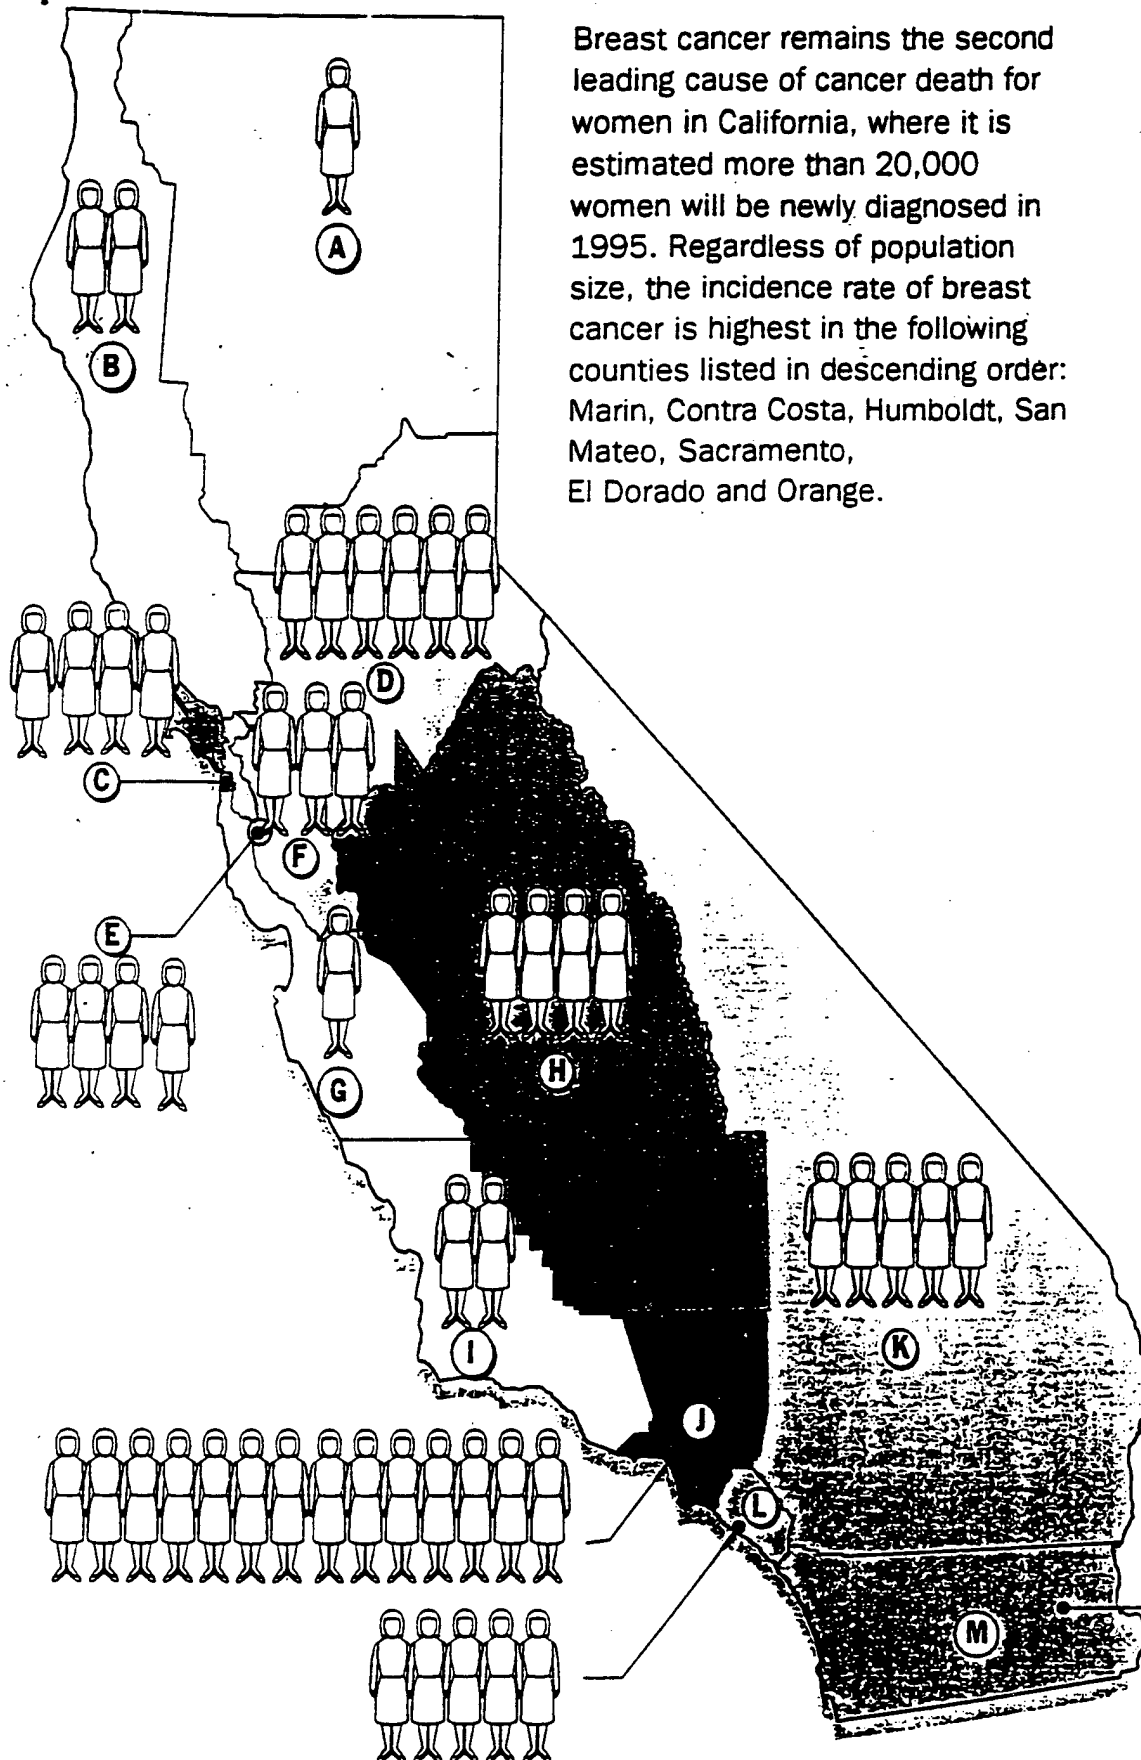 Breast cancer remains the second
leading cause of cancer death for
women in California, where it is
estimated more than 20,000
women will be newly diagnosed in
1995. Regardless of population
size, the incidence rate of breast
cancer is highest in the following
counties listed in descending order:
Marin, Contra Costa, Humboldt, San
Mateo, Sacramento,
El Dorado and Orange.
A
B
D
C
F
E
H
G
K
I
J
L
M